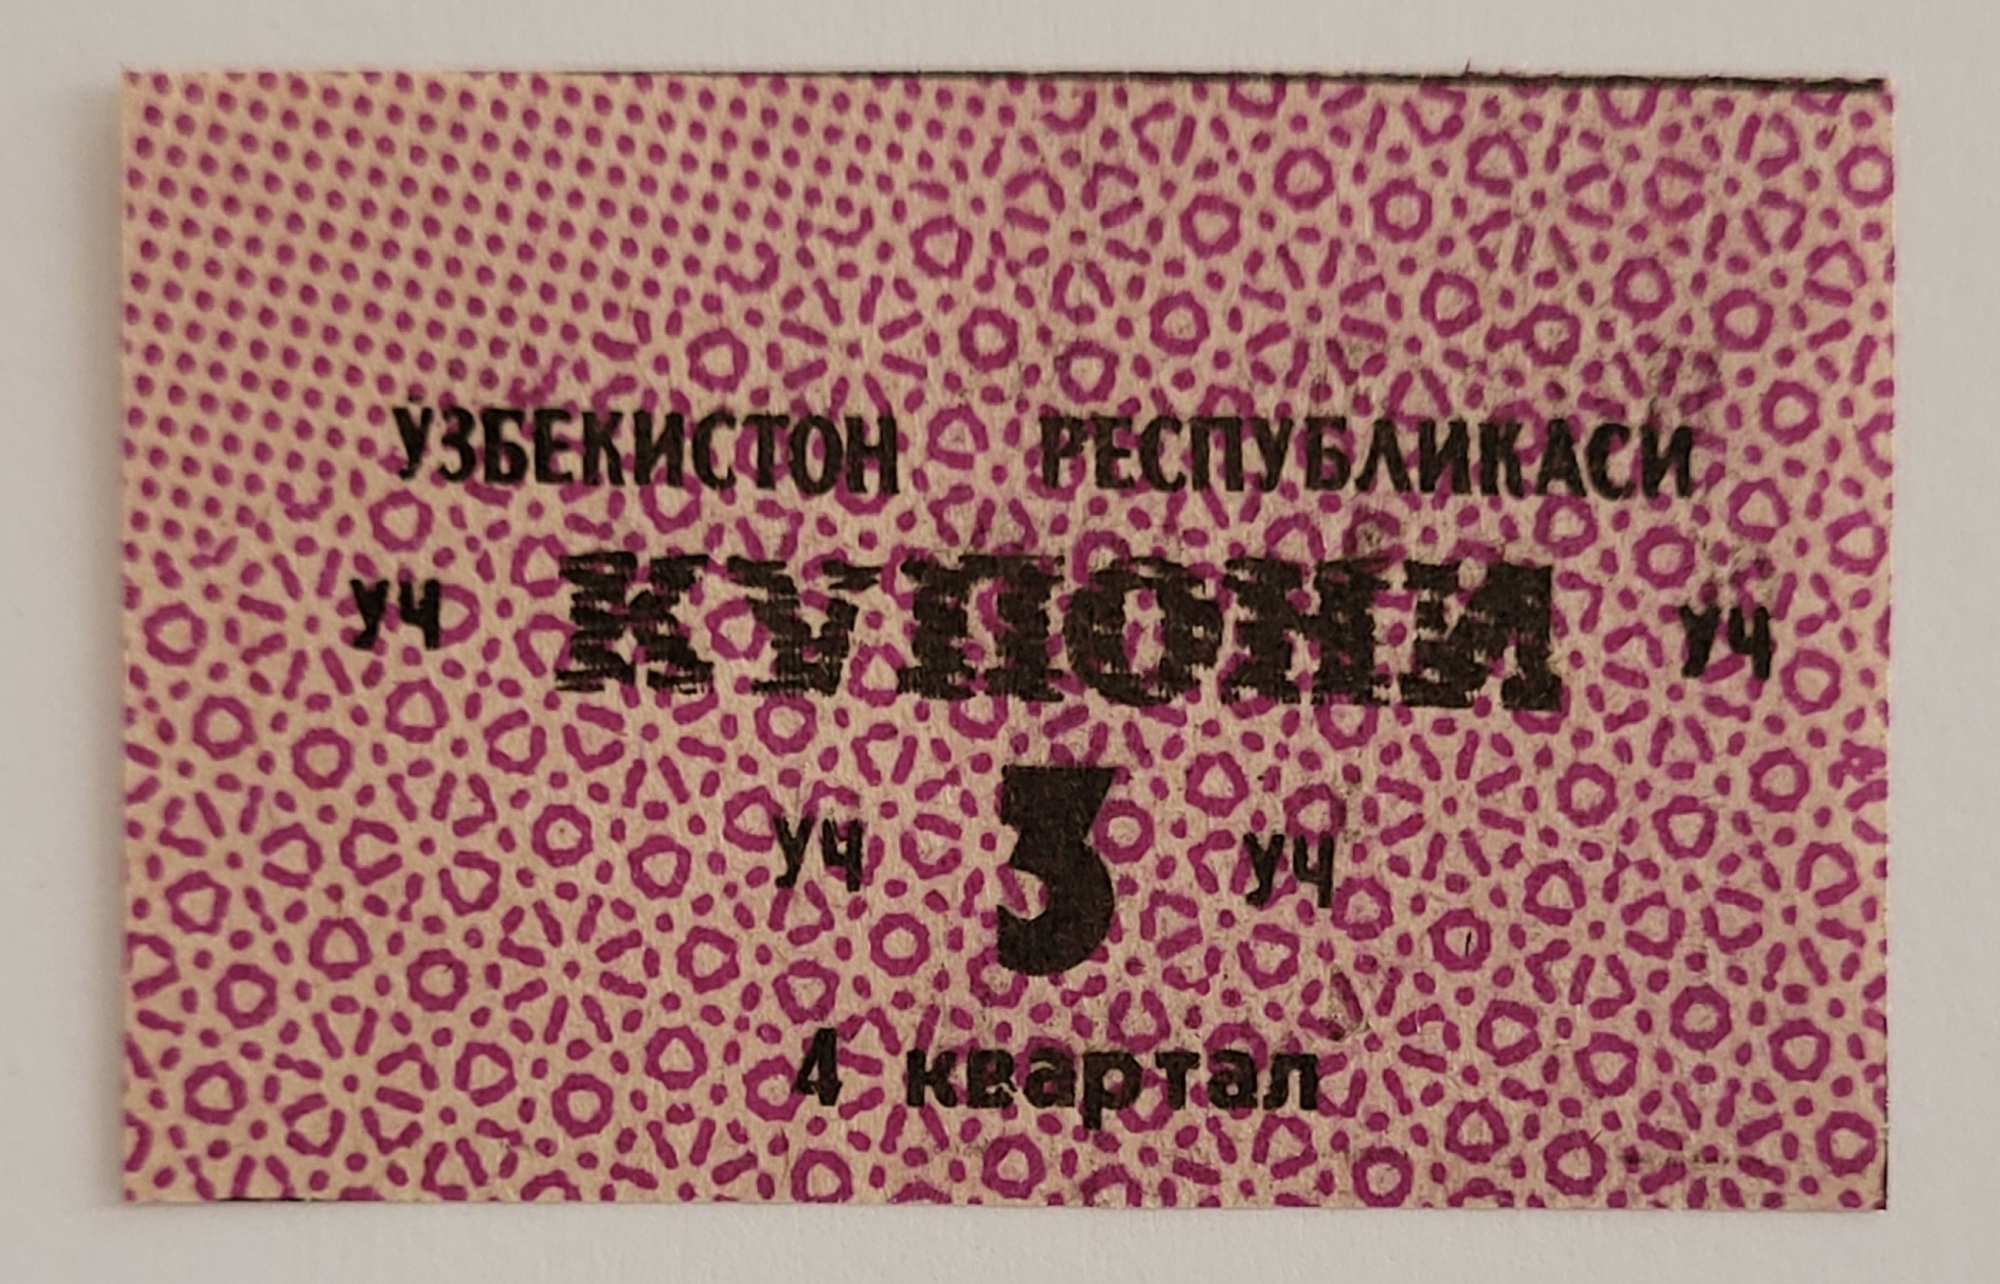 ЎЗБЕКИСТОН РЕСПУБЛИКАСИ
уч КУПОНИ уч
уч 3 уч
4 квартал